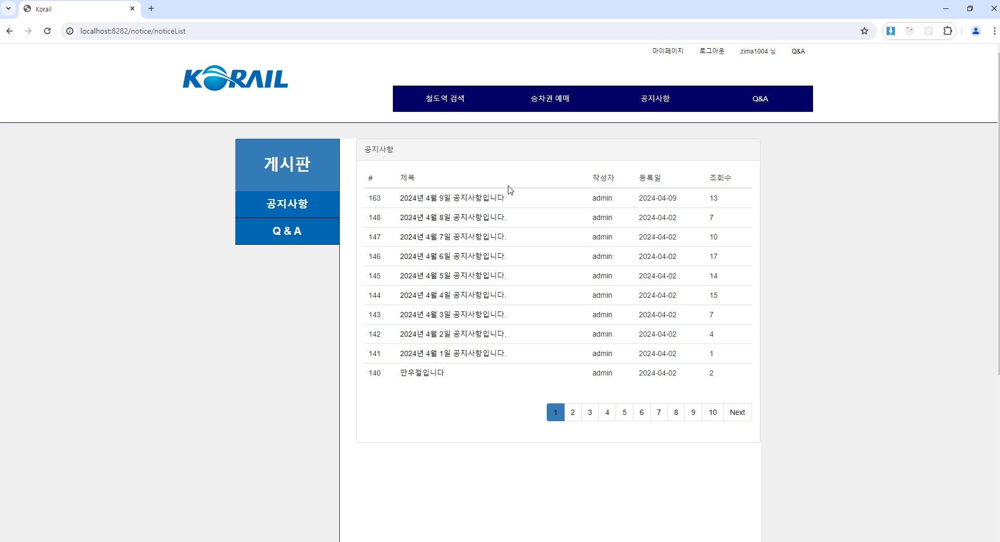 Korail
localhost:8282/notice/noticeList
마이페이지 로그아웃 zima1004 님 Q&A
KORAIL
철도역 검색 승차권 예매 공지사항 Q&A
게시판
공지사항
Q & A
공지사항
# 제목 작성자 등록일 조회수
163 2024년 4월 9일 공지사항입니다 admin 2024-04-09 13
148 2024년 4월 8일 공지사항입니다. admin 2024-04-02 7
147 2024년 4월 7일 공지사항입니다. admin 2024-04-02 10
146 2024년 4월 6일 공지사항입니다. admin 2024-04-02 17
145 2024년 4월 5일 공지사항입니다. admin 2024-04-02 14
144 2024년 4월 4일 공지사항입니다. admin 2024-04-02 15
143 2024년 4월 3일 공지사항입니다. admin 2024-04-02 7
142 2024년 4월 2일 공지사항입니다. admin 2024-04-02 4
141 2024년 4월 1일 공지사항입니다. admin 2024-04-02 1
140 만우절입니다 admin 2024-04-02 2
1 2 3 4 5 6 7 8 9 10 Next